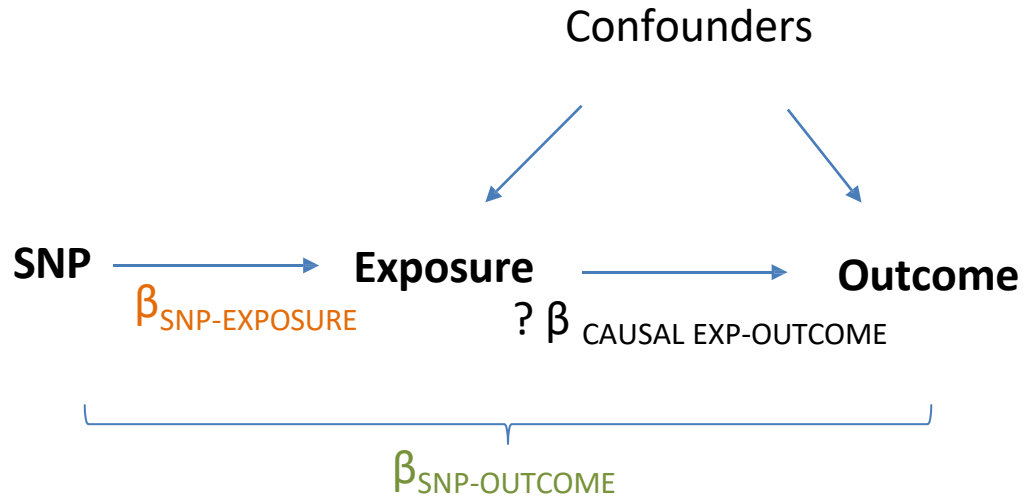 Confounders
SNP
Exposure
Outcome
βSNP-EXPOSURE
? β CAUSAL EXP-OUTCOME
βSNP-OUTCOME